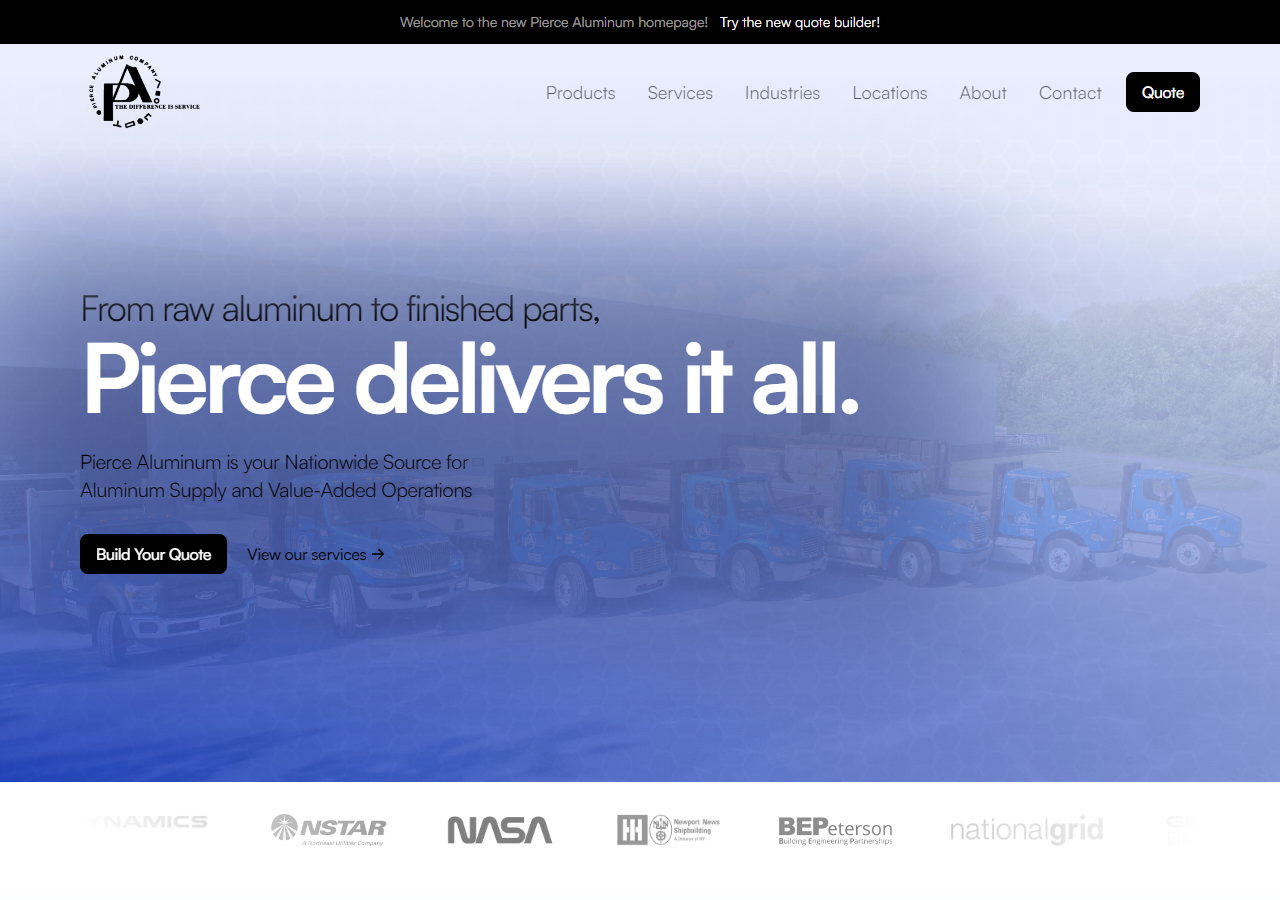 Welcome to the new Pierce Aluminum homepage! Try the new quote builder!
PIERCE ALUMINUM COMPANY
PA
THE DIFFERENCE IS SERVICE
Products Services Industries Locations About Contact Quote
From raw aluminum to finished parts,
Pierce delivers it all.
Pierce Aluminum is your Nationwide Source for
Aluminum Supply and Value-Added Operations
Build Your Quote View our services →
YNAMICS
NSTAR
A Northeast Utilities Company
NASA
Newport News
Shipbuilding
A Division of HII
BEPeterson
Building Engineering Partnerships
nationalgrid